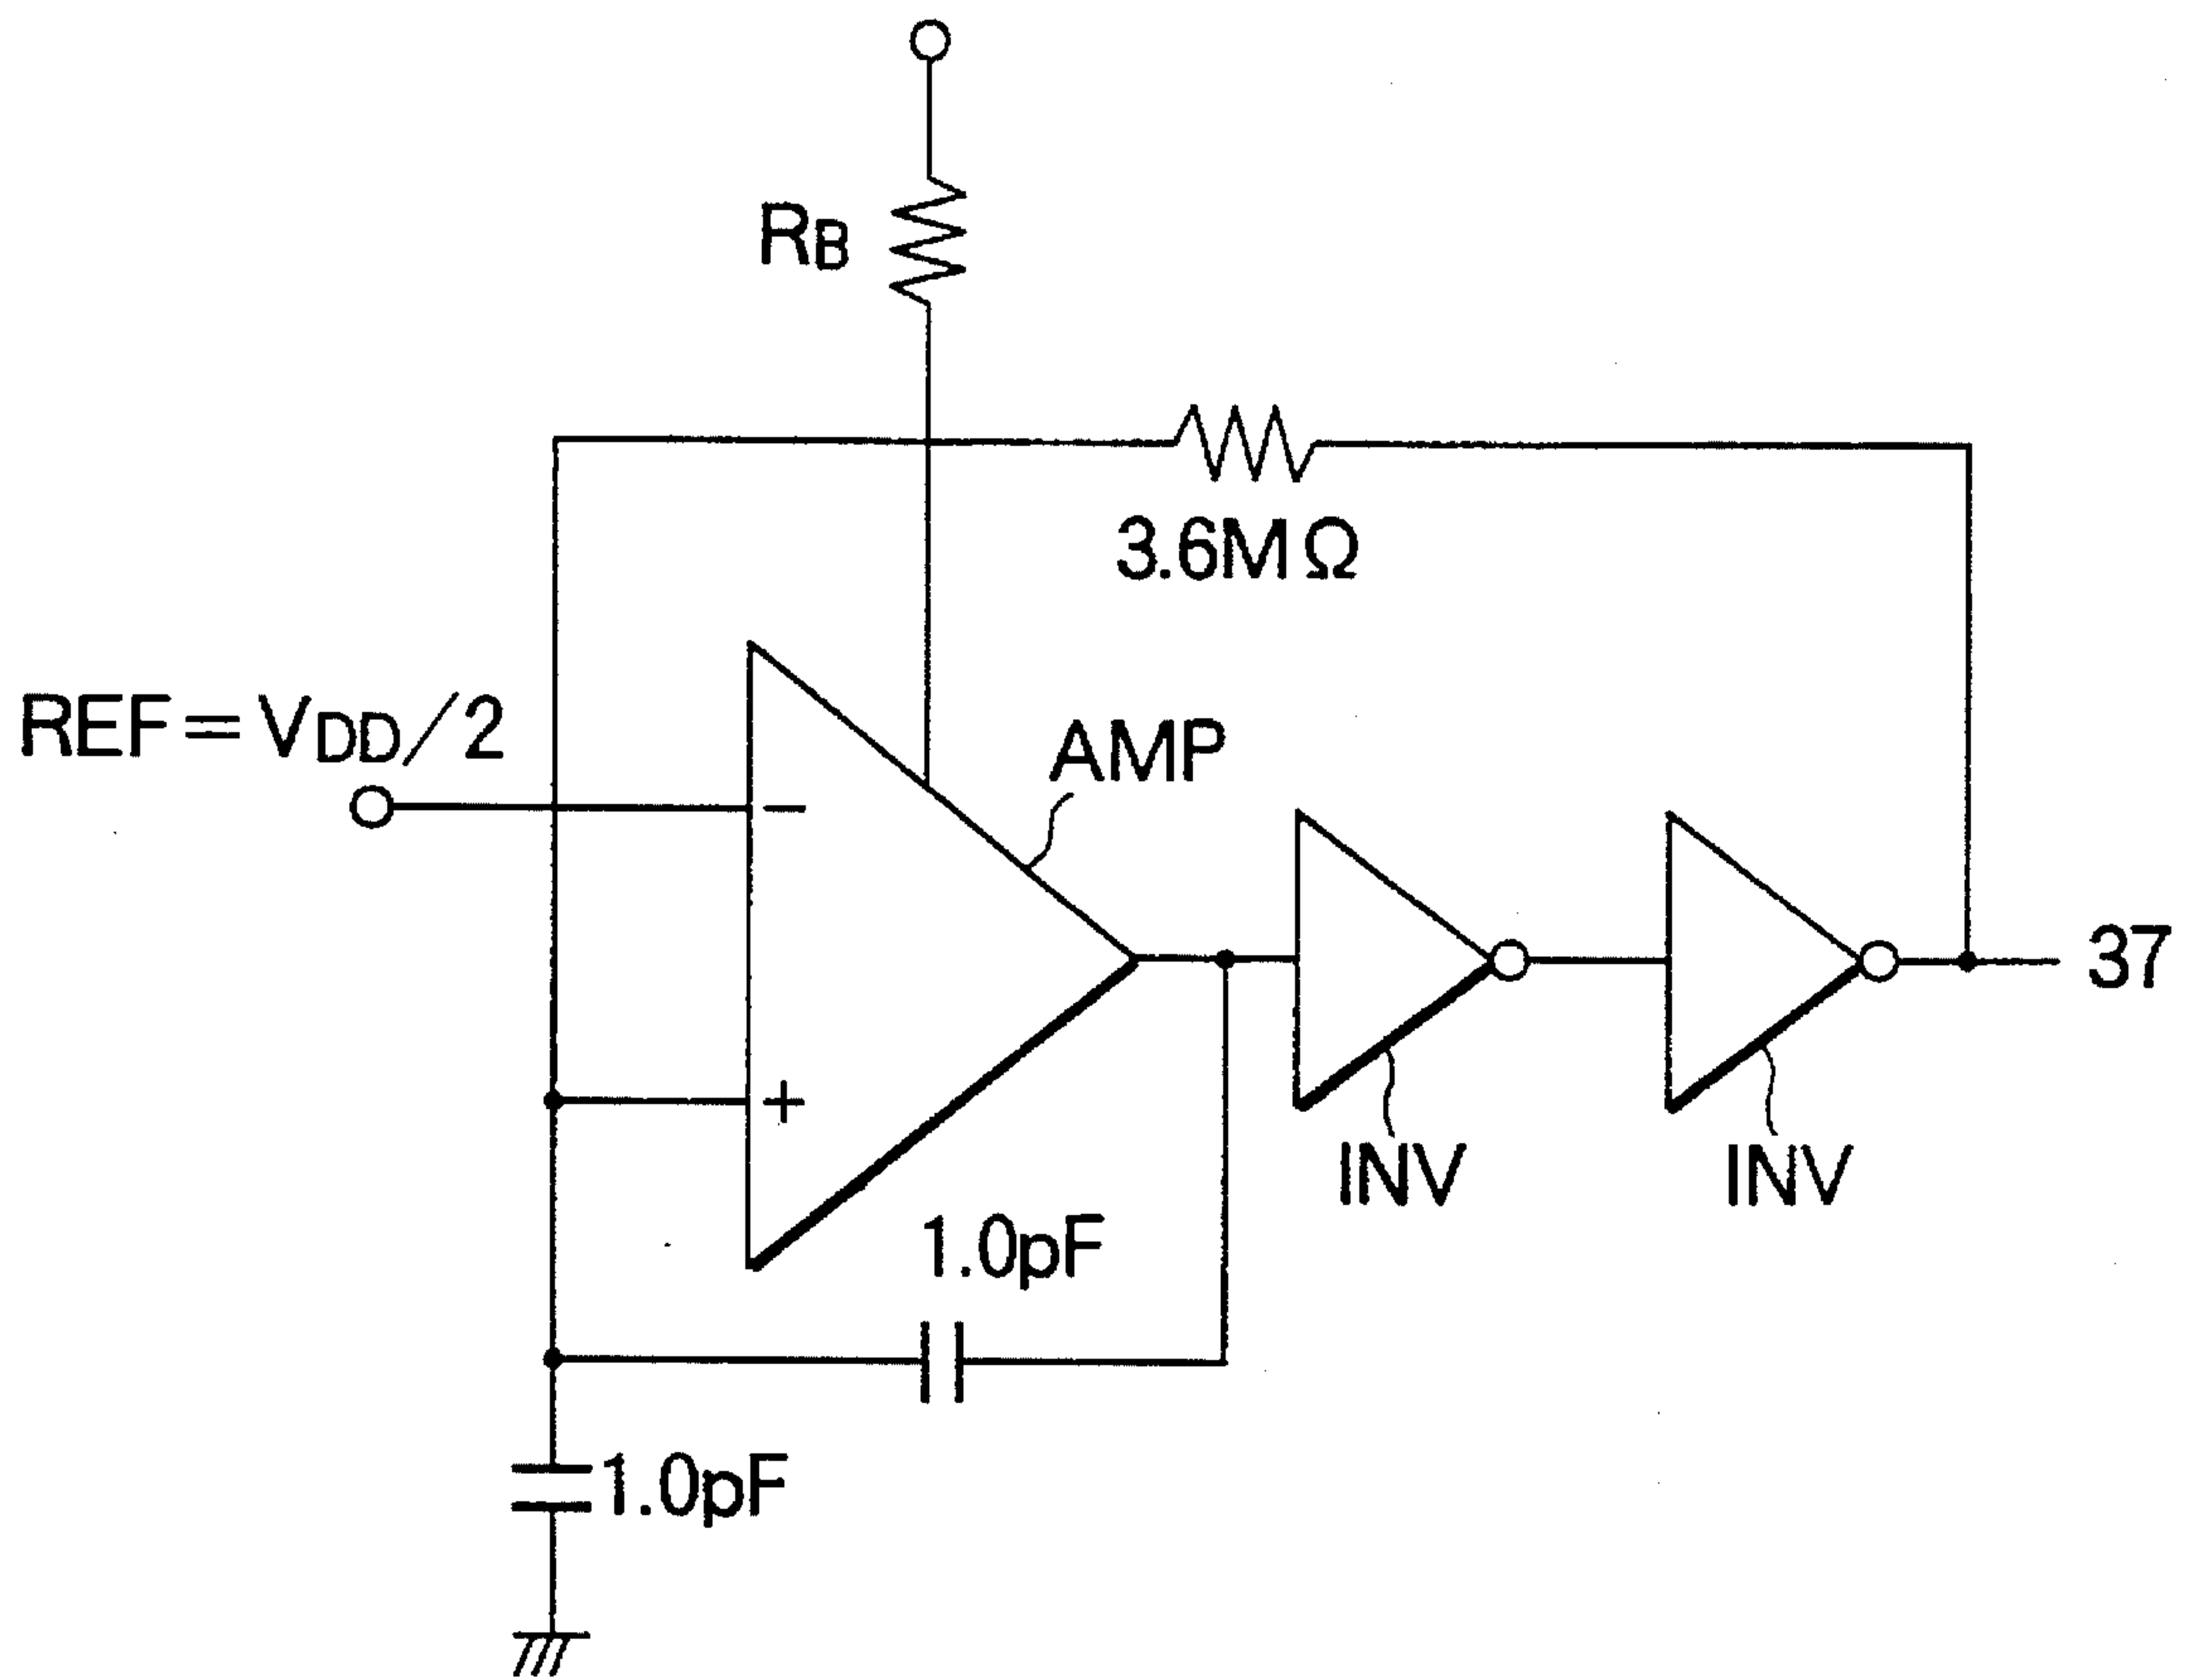 RB
3.6MΩ
REF=VDD/2
AMP
−
37
+
INV
INV
1.0pF
1.0pF